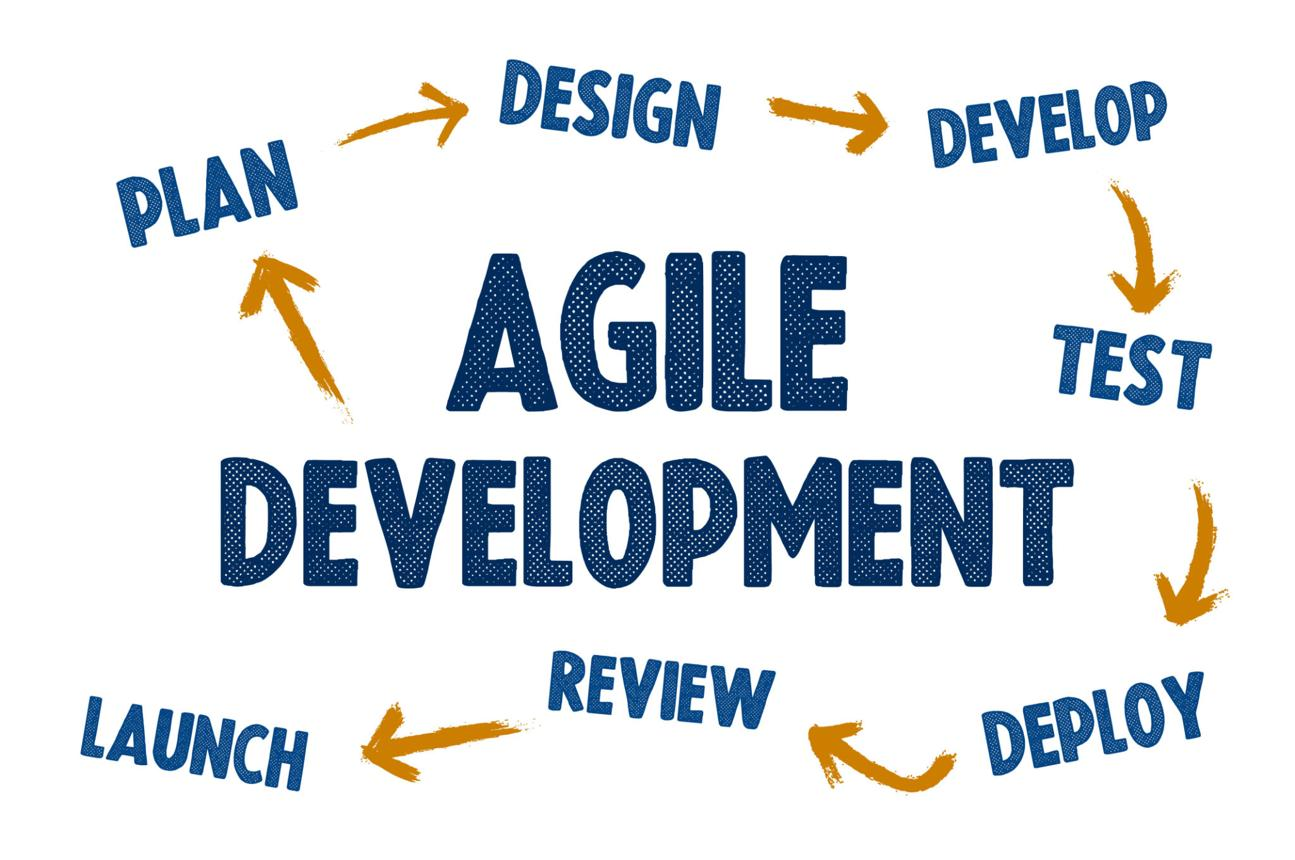 DESIGN
DEVELOP
PLAN
AGILE
TEST
DEVELOPMENT
REVIEW
DEPLOY
LAUNCH